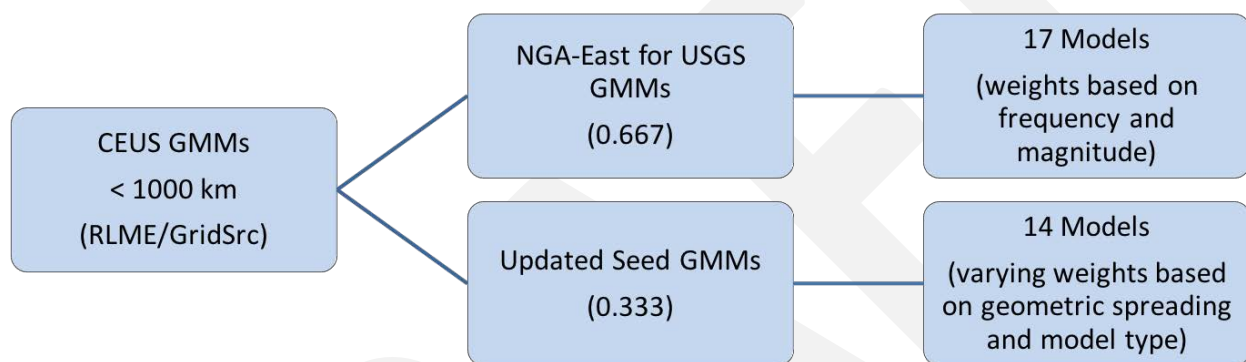 CEUS GMMs
< 1000 km
(RLME/GridSrc)
NGA-East for USGS
GMMs
(0.667)
17 Models
(weights based on
frequency and
magnitude)
Updated Seed GMMs
(0.333)
14 Models
(varying weights based
on geometric spreading
and model type)